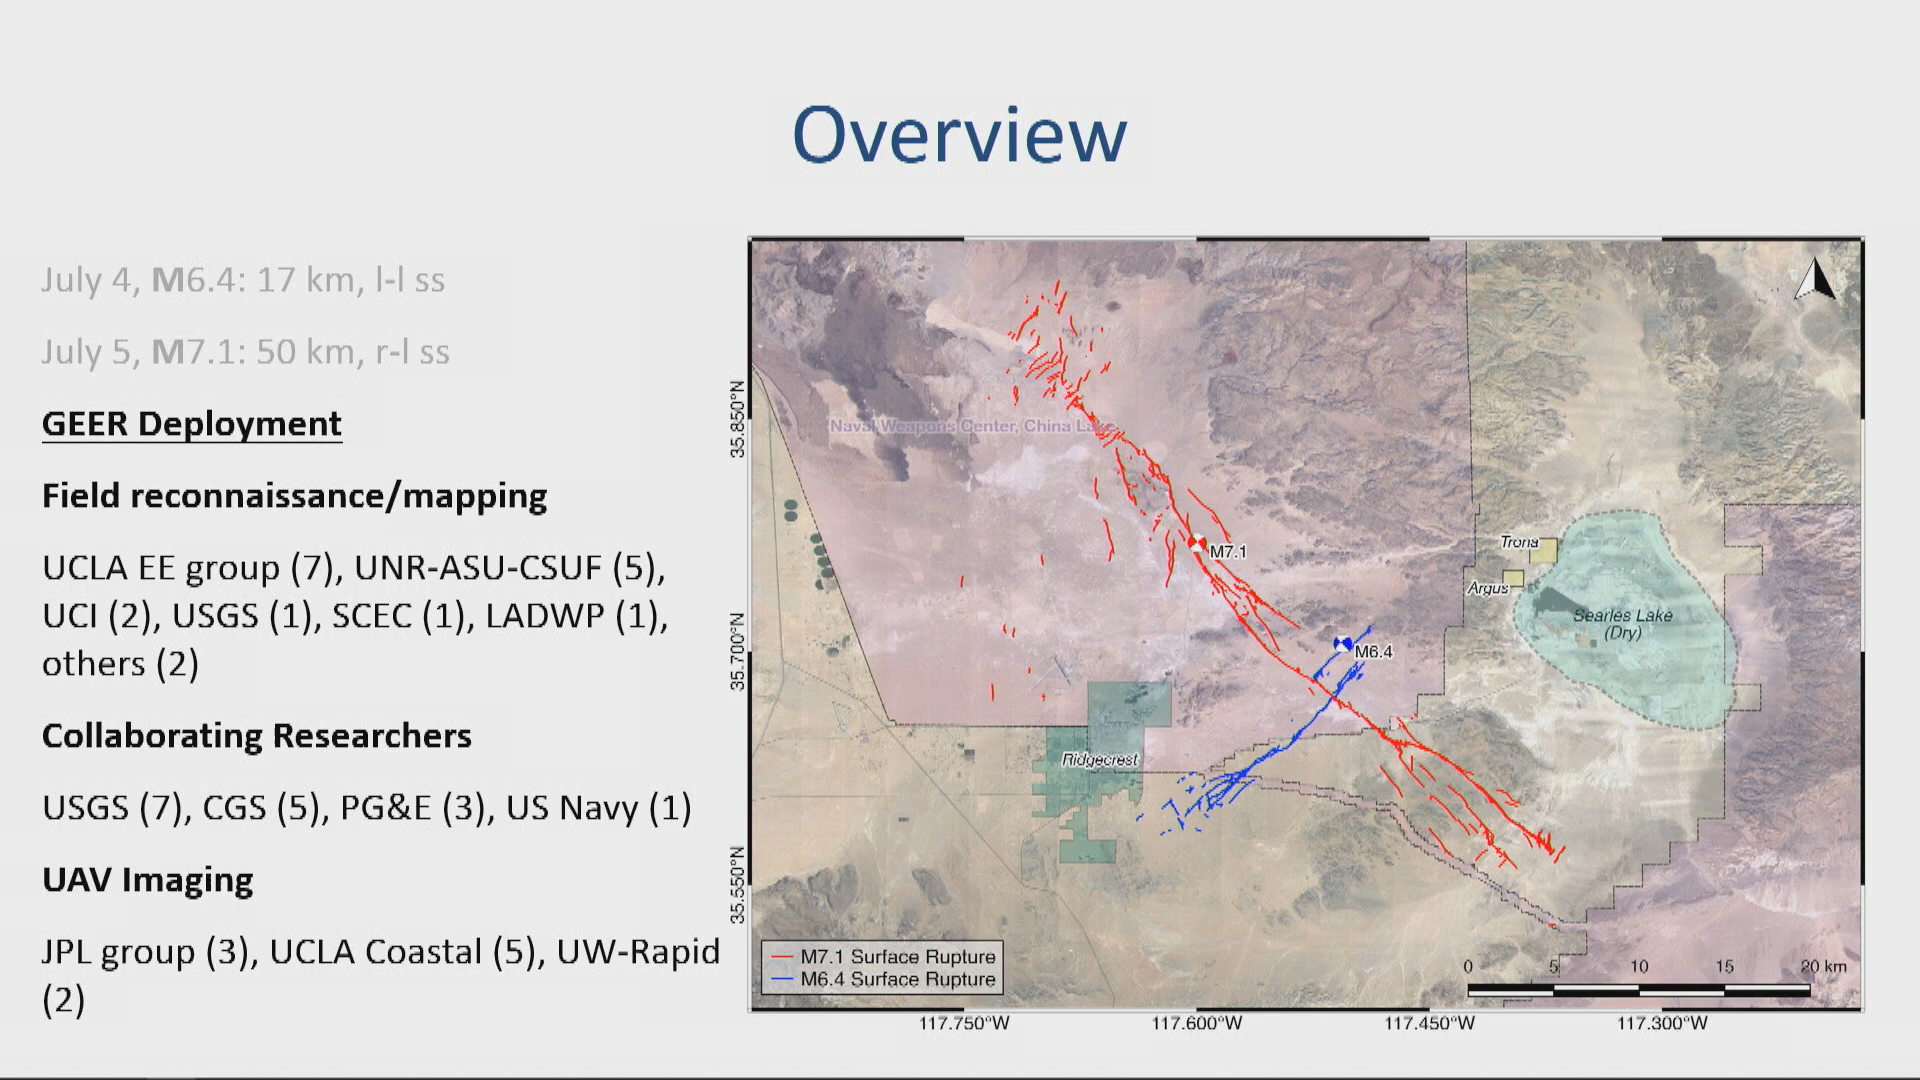 Overview
July 4, M6.4: 17 km, l-l ss
July 5, M7.1: 50 km, r-l ss
GEER Deployment
Field reconnaissance/mapping
UCLA EE group (7), UNR-ASU-CSUF (5),
UCI (2), USGS (1), SCEC (1), LADWP (1),
others (2)
Collaborating Researchers
USGS (7), CGS (5), PG&E (3), US Navy (1)
UAV Imaging
JPL group (3), UCLA Coastal (5), UW-Rapid
(2)
35.850°N
35.700°N
35.550°N
Naval Weapons Center, China Lake
M7.1
M6.4
Trona
Argus
Searles Lake
(Dry)
Ridgecrest
M7.1 Surface Rupture
M6.4 Surface Rupture
0 5 10 15 20 km
117.750°W 117.600°W 117.450°W 117.300°W